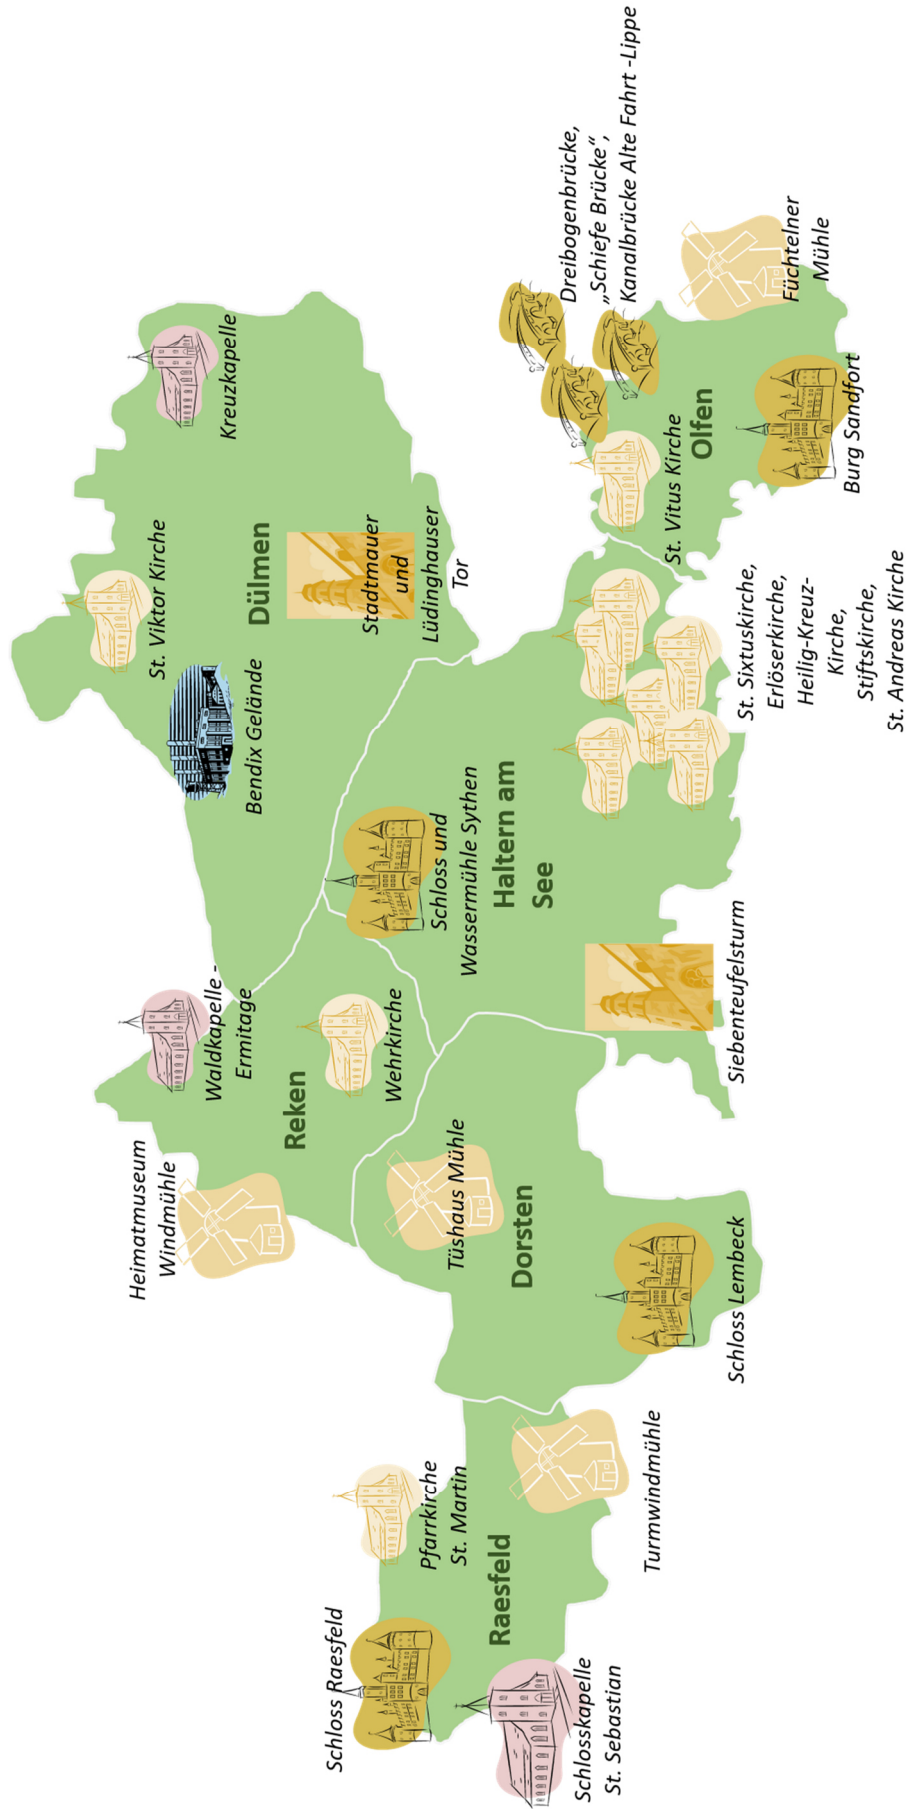 Schloss Raesfeld
Schlosskapelle
St. Sebastian
Raesfeld
Pfarrkirche
St. Martin
Turmwindmühle
Schloss Lembeck
Dorsten
Tüshaus Mühle
Heimatmuseum
Windmühle
Reken
Waldkapelle -
Ermitage
Wehrkirche
Siebenteufelsturm
Haltern am
See
Schloss und
Wassermühle Sythen
St. Sixtuskirche,
Erlöserkirche,
Heilig-Kreuz-
Kirche,
Stiftskirche,
St. Andreas Kirche
Bendix Gelände
St. Viktor Kirche
Dülmen
Stadtmauer
und
Lüdinghauser
Tor
Kreuzkapelle
St. Vitus Kirche
Olfen
Burg Sandfort
Dreibogenbrücke,
„Schiefe Brücke“,
Kanalbrücke Alte Fahrt -Lippe
Füchtelner
Mühle